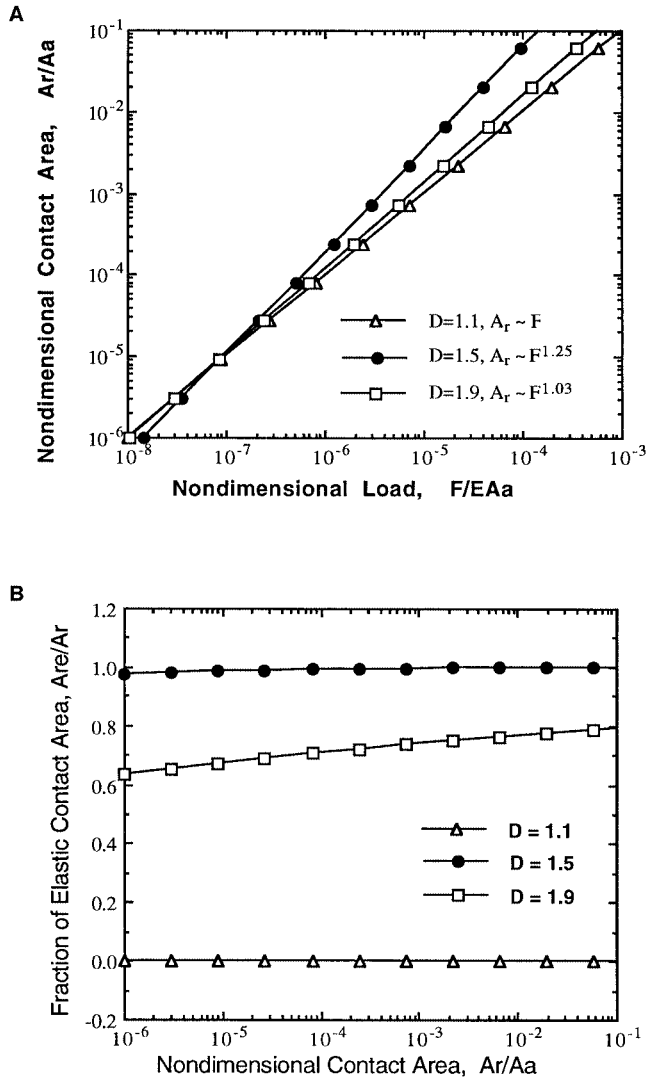 A
Nondimensional Contact Area, Ar/Aa
10-1
10-2
10-3
10-4
10-5
10-6
D=1.1, Ar ~ F
D=1.5, Ar ~ F1.25
D=1.9, Ar ~ F1.03
10-8 10-7 10-6 10-5 10-4 10-3
Nondimensional Load, F/EAa
B
Fraction of Elastic Contact Area, Are/Ar
1.2
1.0
0.8
0.6
0.4
0.2
0.0
-0.2
D = 1.1
D = 1.5
D = 1.9
10-6 10-5 10-4 10-3 10-2 10-1
Nondimensional Contact Area, Ar/Aa